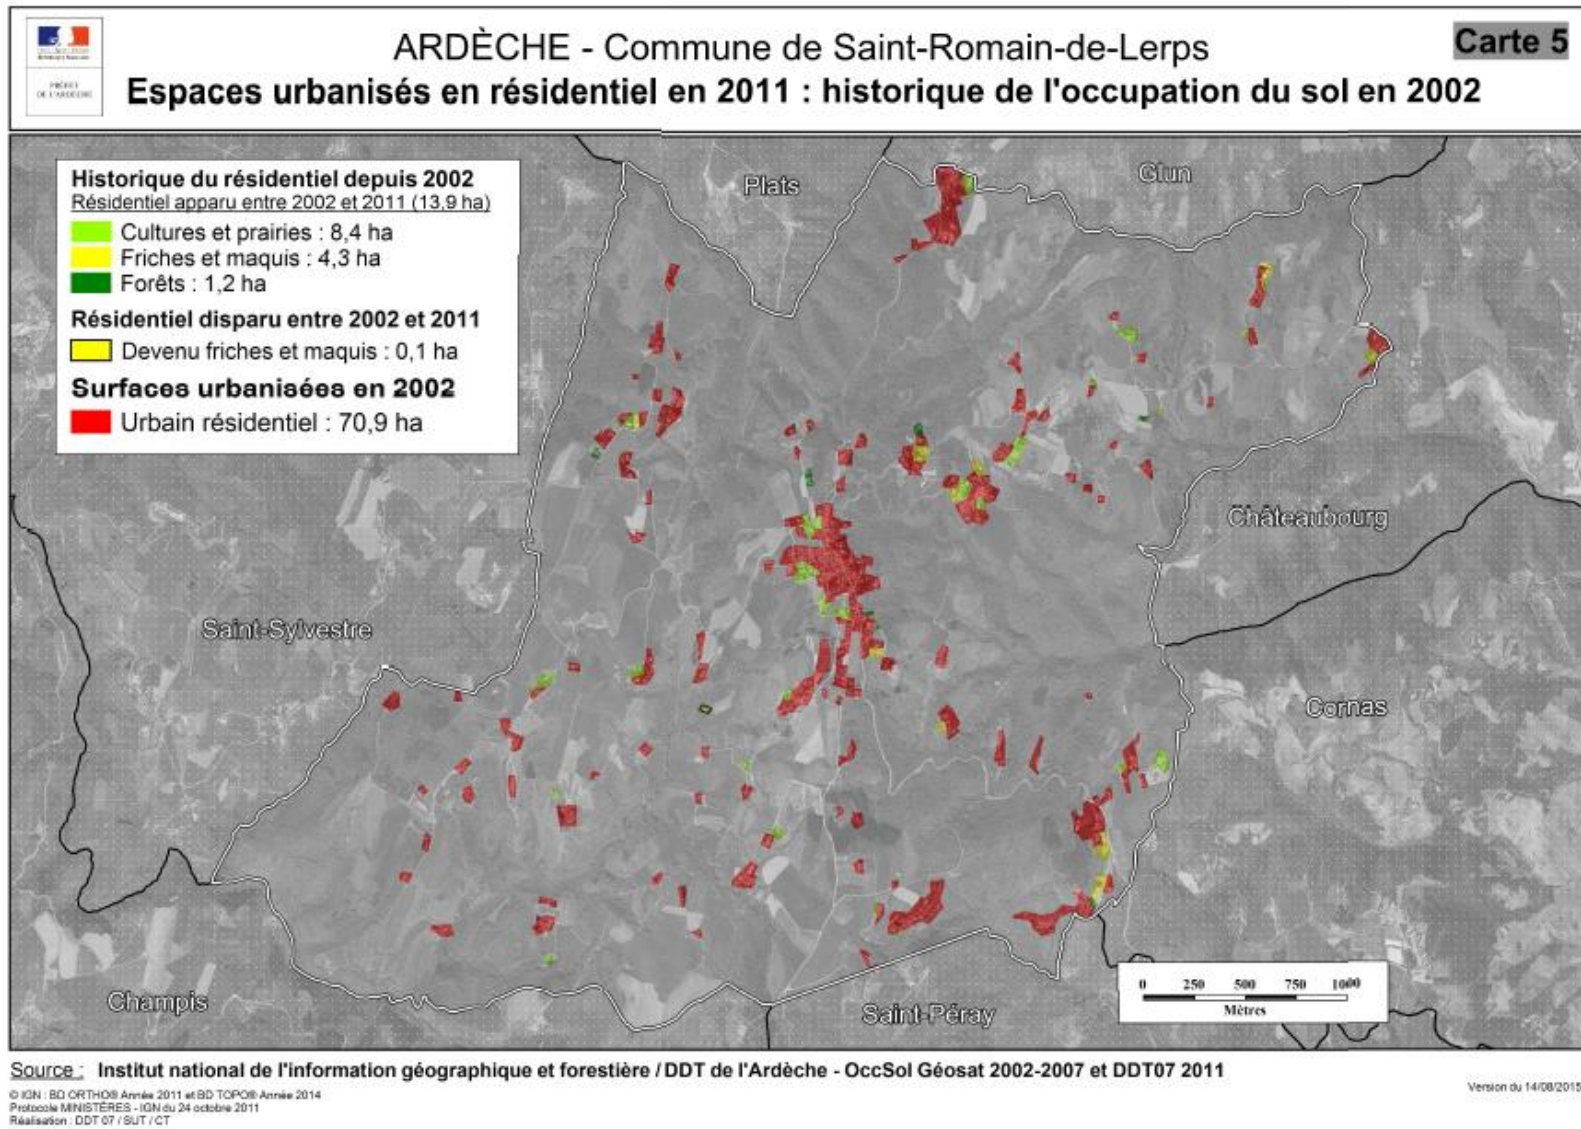 PRÉFET
DE L'ARDÈCHE
ARDÈCHE - Commune de Saint-Romain-de-Lerps
Espaces urbanisés en résidentiel en 2011 : historique de l'occupation du sol en 2002
Carte 5
Historique du résidentiel depuis 2002
Résidentiel apparu entre 2002 et 2011 (13,9 ha)
Cultures et prairies : 8,4 ha
Friches et maquis : 4,3 ha
Forêts : 1,2 ha
Résidentiel disparu entre 2002 et 2011
Devenu friches et maquis : 0,1 ha
Surfaces urbanisées en 2002
Urbain résidentiel : 70,9 ha
Plats
Glun
Châteaubourg
Saint-Sylvestre
Cornas
Champis
Saint-Péray
0 250 500 750 1000
Mètres
Source : Institut national de l'information géographique et forestière / DDT de l'Ardèche - OccSol Géosat 2002-2007 et DDT07 2011
© IGN : BD ORTHO® Année 2011 et BD TOPO® Année 2014
Protocole MINISTÈRES - IGN du 24 octobre 2011
Réalisation : DDT 07 / SUT / CT
Version du 14/08/2015